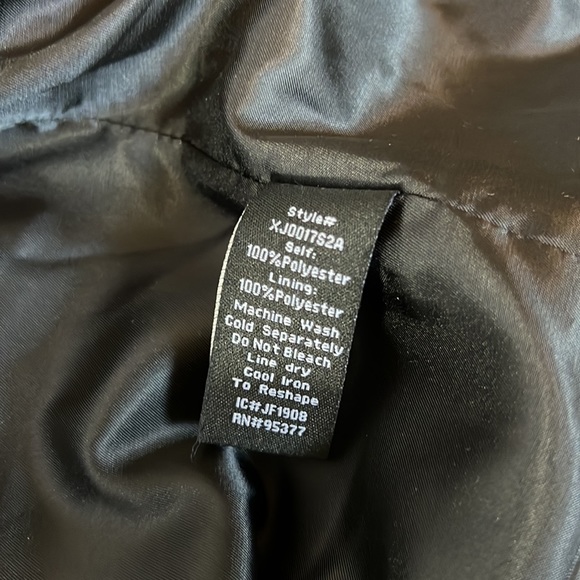 Style#
XJ0017S2A
Self:
100%Polyester
Lining:
100%Polyester
Machine Wash
Cold Separately
Do Not Bleach
Line dry
Cool Iron
To Reshape
IC#JF1908
RN#95377